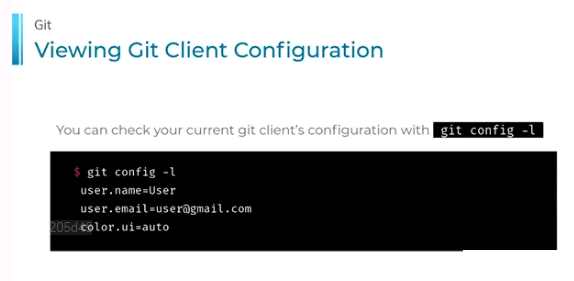 Git
Viewing Git Client Configuration
You can check your current git client's configuration with git config -l
$ git config -l
user.name=User
user.email=user@gmail.com
color.ui=auto